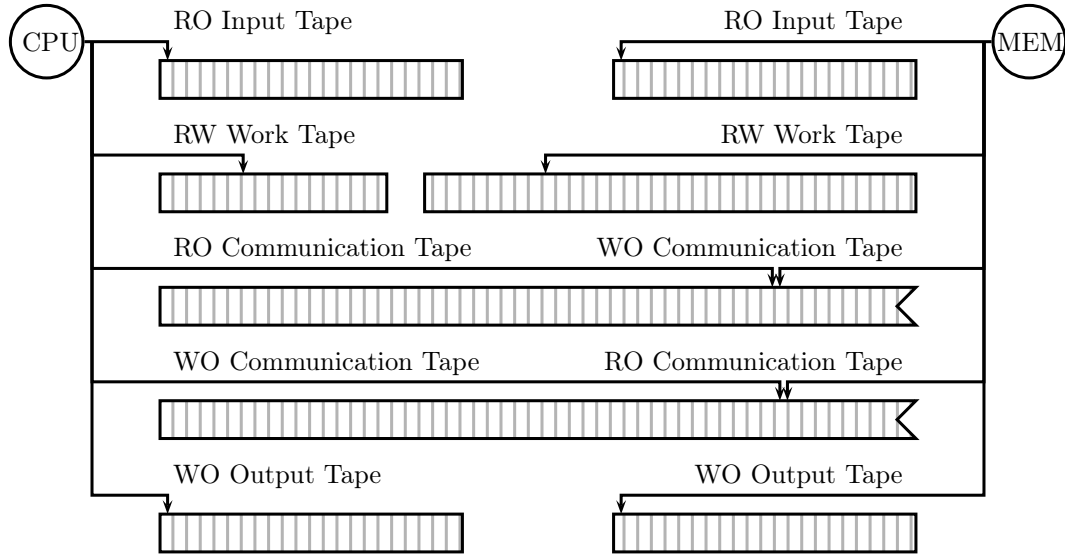 CPU
RO Input Tape
RO Input Tape
MEM
RW Work Tape
RW Work Tape
RO Communication Tape
WO Communication Tape
WO Communication Tape
RO Communication Tape
WO Output Tape
WO Output Tape